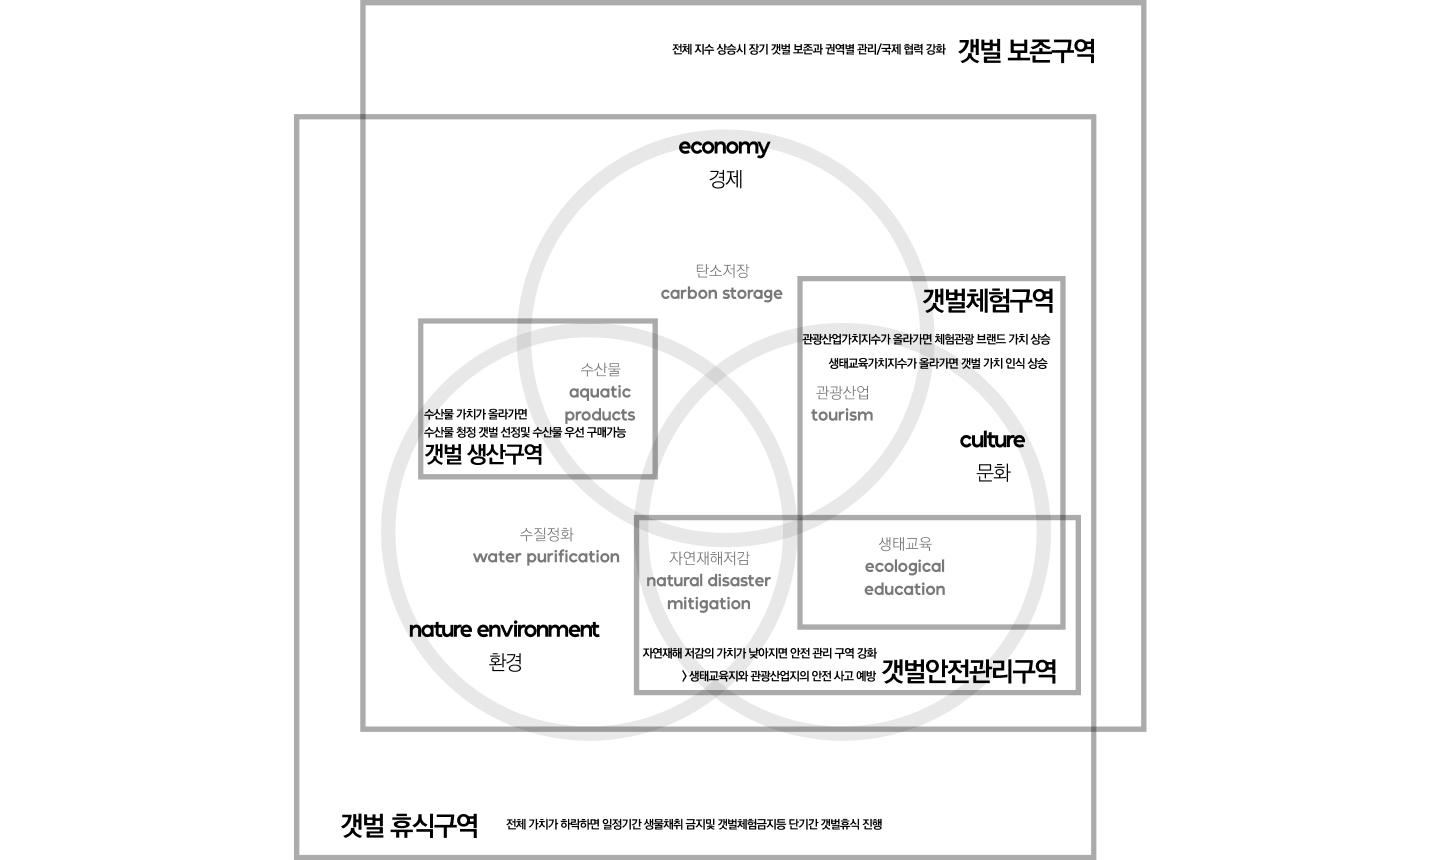 전체 지수 상승시 장기 갯벌 보존과 권역별 관리/국제 협력 강화 갯벌 보존구역
economy
경제
탄소저장
carbon storage
갯벌체험구역
관광산업가치지수가 올라가면 체험관광 브랜드 가치 상승
생태교육가치지수가 올라가면 갯벌 가치 인식 상승
수산물
aquatic
products
수산물 가치가 올라가면
수산물 청정 갯벌 선정및 수산물 우선 구매가능
갯벌 생산구역
관광산업
tourism
culture
문화
수질정화
water purification
자연재해저감
natural disaster
mitigation
생태교육
ecological
education
nature environment
환경
자연재해 저감의 가치가 낮아지면 안전 관리 구역 강화
> 생태교육지와 관광산업지의 안전 사고 예방
갯벌안전관리구역
갯벌 휴식구역 전체 가치가 하락하면 일정기간 생물채취 금지및 갯벌체험금지등 단기간 갯벌휴식 진행